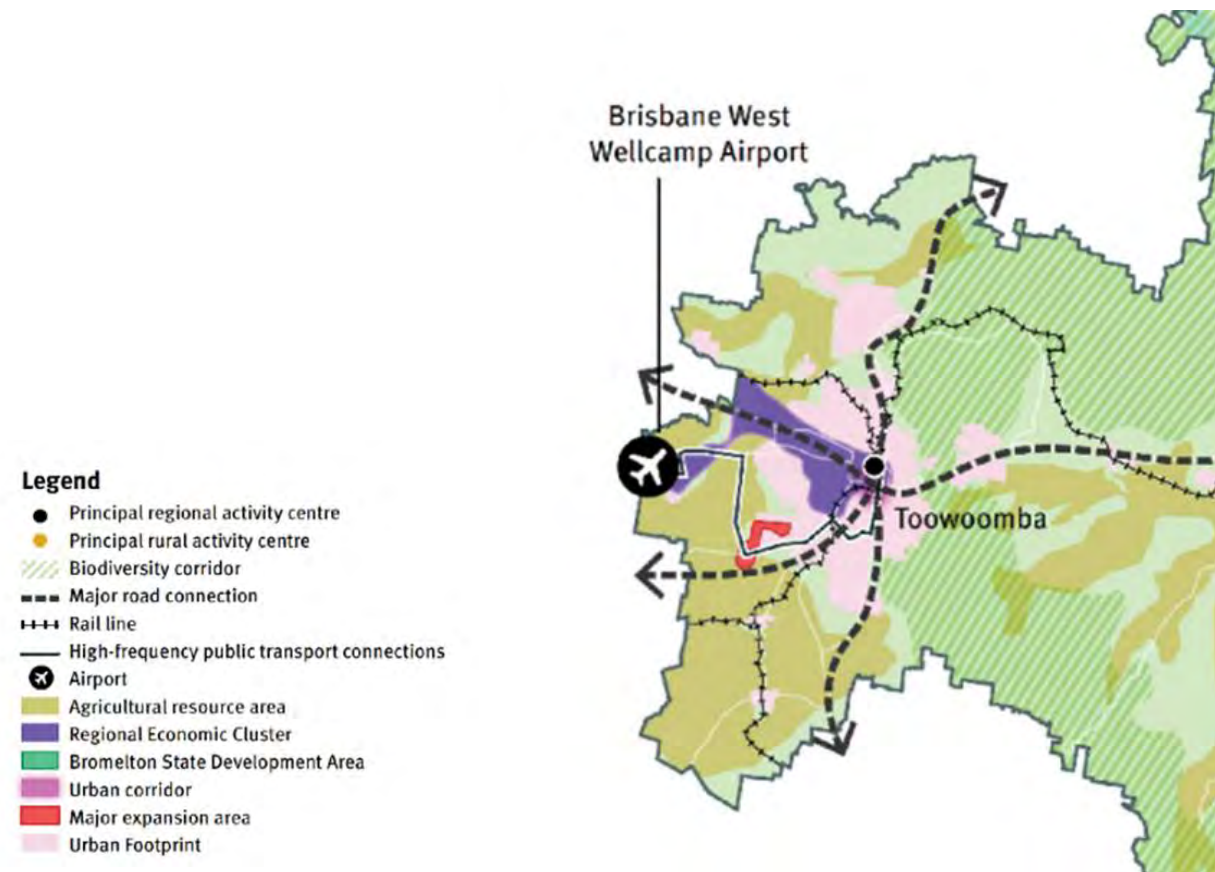 Brisbane West
Wellcamp Airport
Toowoomba
Legend
Principal regional activity centre
Principal rural activity centre
Biodiversity corridor
Major road connection
Rail line
High-frequency public transport connections
Airport
Agricultural resource area
Regional Economic Cluster
Bromelton State Development Area
Urban corridor
Major expansion area
Urban Footprint